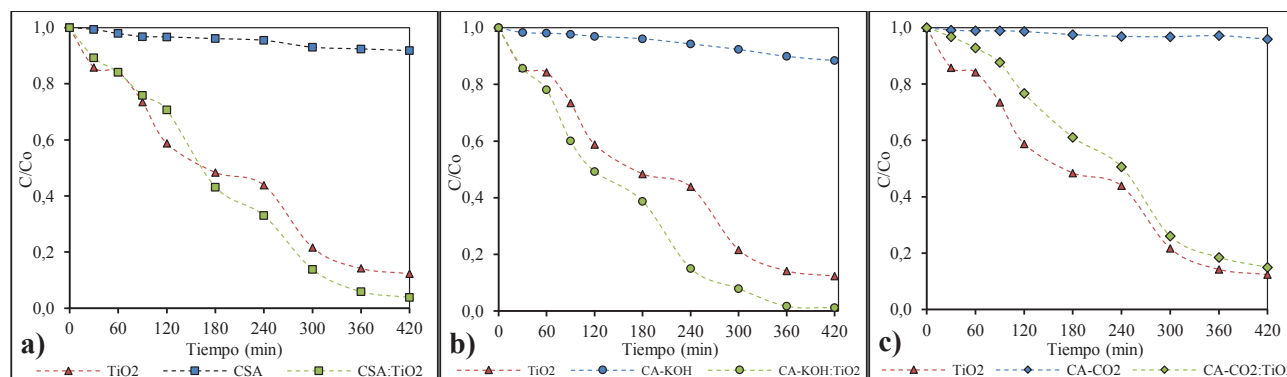 1,0
0,8
0,6
0,4
0,2
0,0
C/Co
0 60 120 180 240 300 360 420
Tiempo (min)
a)
TiO2 CSA CSA:TiO2
1,0
0,8
0,6
0,4
0,2
0,0
C/Co
0 60 120 180 240 300 360 420
Tiempo (min)
b)
TiO2 CA-KOH CA-KOH:TiO2
1,0
0,8
0,6
0,4
0,2
0,0
C/Co
0 60 120 180 240 300 360 420
Tiempo (min)
c)
TiO2 CA-CO2 CA-CO2:TiO